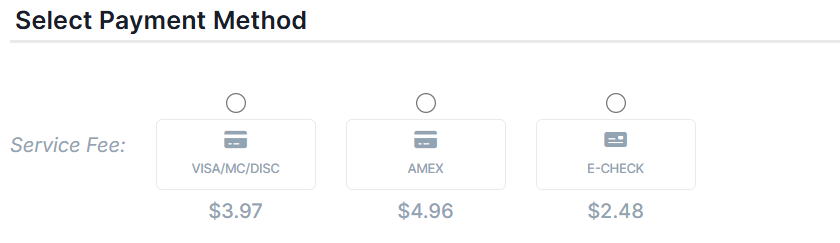 Select Payment Method
Service Fee:
VISA/MC/DISC
AMEX
E-CHECK
$3.97
$4.96
$2.48